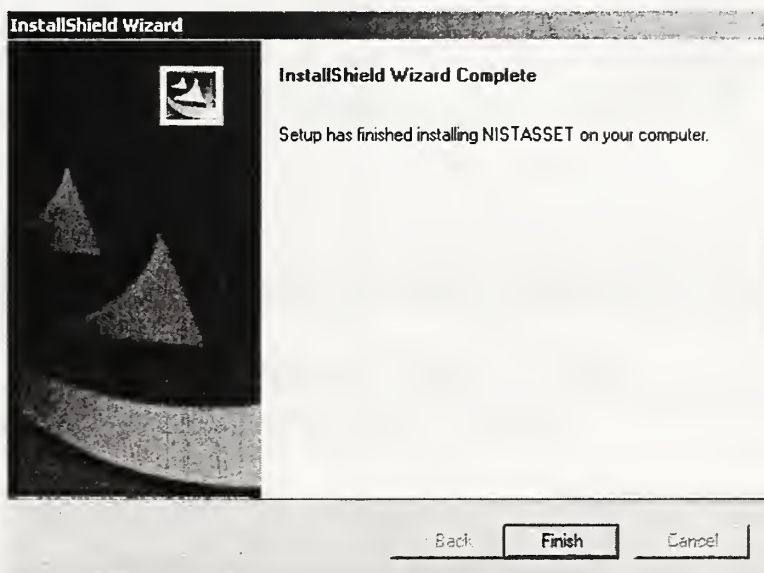 InstallShield Wizard
InstallShield Wizard Complete
Setup has finished installing NISTASSET on your computer.
Back Finish Cancel